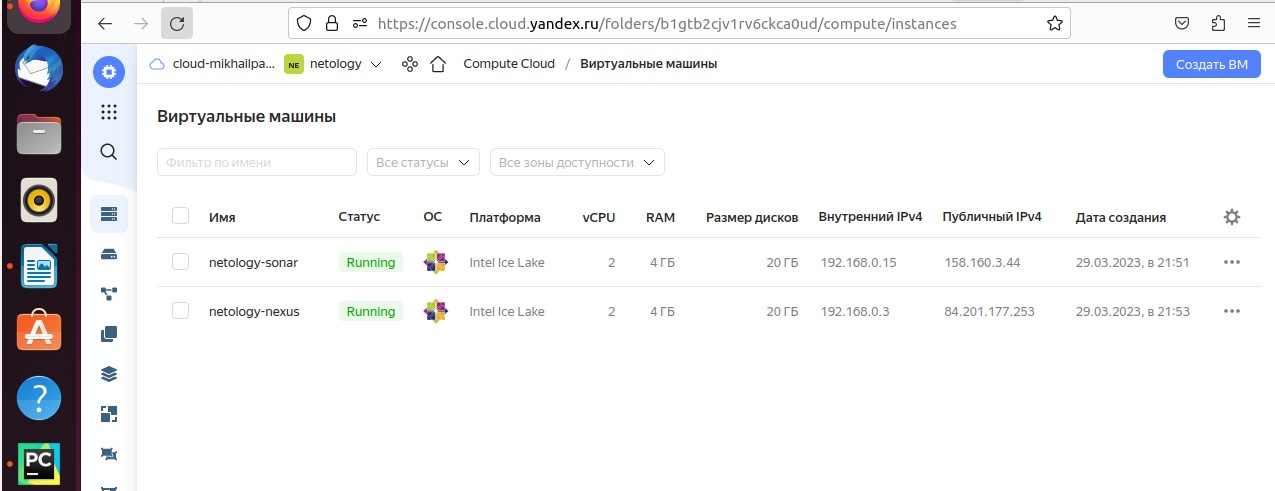 https://console.cloud.yandex.ru/folders/b1gtb2cjv1rv6ckca0ud/compute/instances
cloud-mikhailpa... NE netology Compute Cloud / Виртуальные машины Создать ВМ
Виртуальные машины
Фильтр по имени Все статусы Все зоны доступности
Имя Статус ОС Платформа vCPU RAM Размер дисков Внутренний IPv4 Публичный IPv4 Дата создания
netology-sonar Running Intel Ice Lake 2 4 ГБ 20 ГБ 192.168.0.15 158.160.3.44 29.03.2023, в 21:51
netology-nexus Running Intel Ice Lake 2 4 ГБ 20 ГБ 192.168.0.3 84.201.177.253 29.03.2023, в 21:53
PC